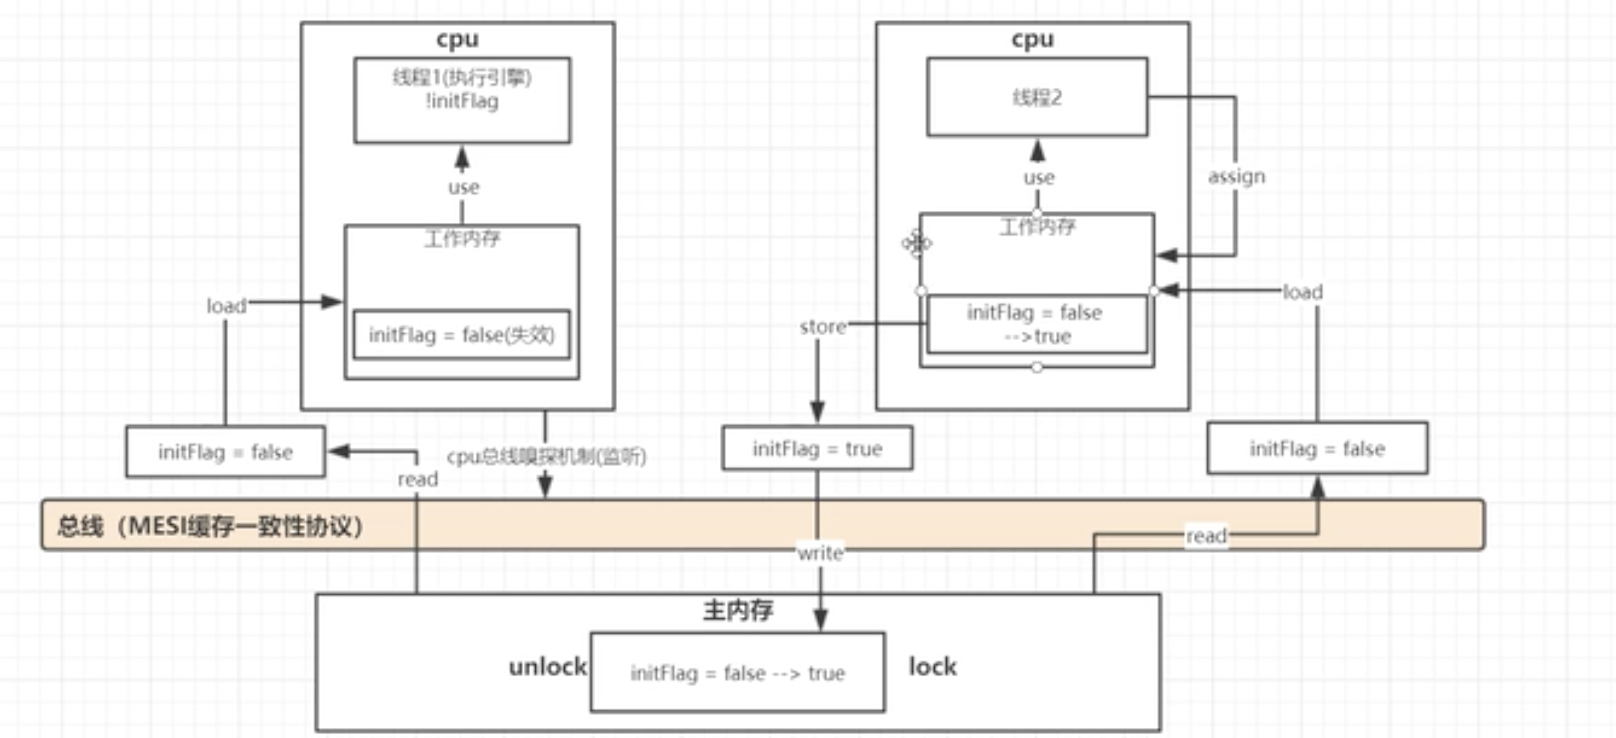 cpu
线程1(执行引擎)
!initFlag
use
工作内存
initFlag = false(失效)
load
initFlag = false
read
cpu总线嗅探机制(监听)
cpu
线程2
use
assign
工作内存
initFlag = false
-->true
store
load
initFlag = true
initFlag = false
总线（MESI缓存一致性协议）
write
read
主内存
unlock
initFlag = false --> true
lock